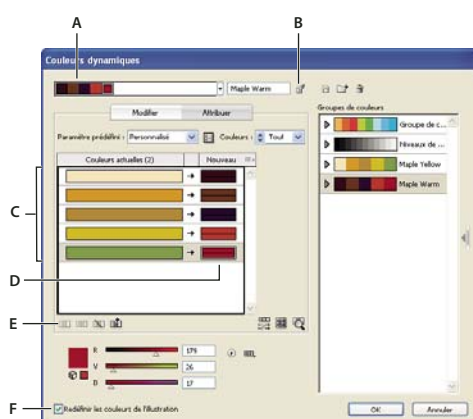 A
B
Couleurs dynamiques
Maple Warm
Modifier Attribuer
Groupes de couleurs
Paramètre prédéfini : Personnalisé Couleurs : Tout
Groupe de c...
Couleurs actuelles (2) Nouveau
Niveaux de ...
Maple Yellow
Maple Warm
C
D
E
R 179
V 26
B 17
F
Redéfinir les couleurs de l'illustration
OK Annuler